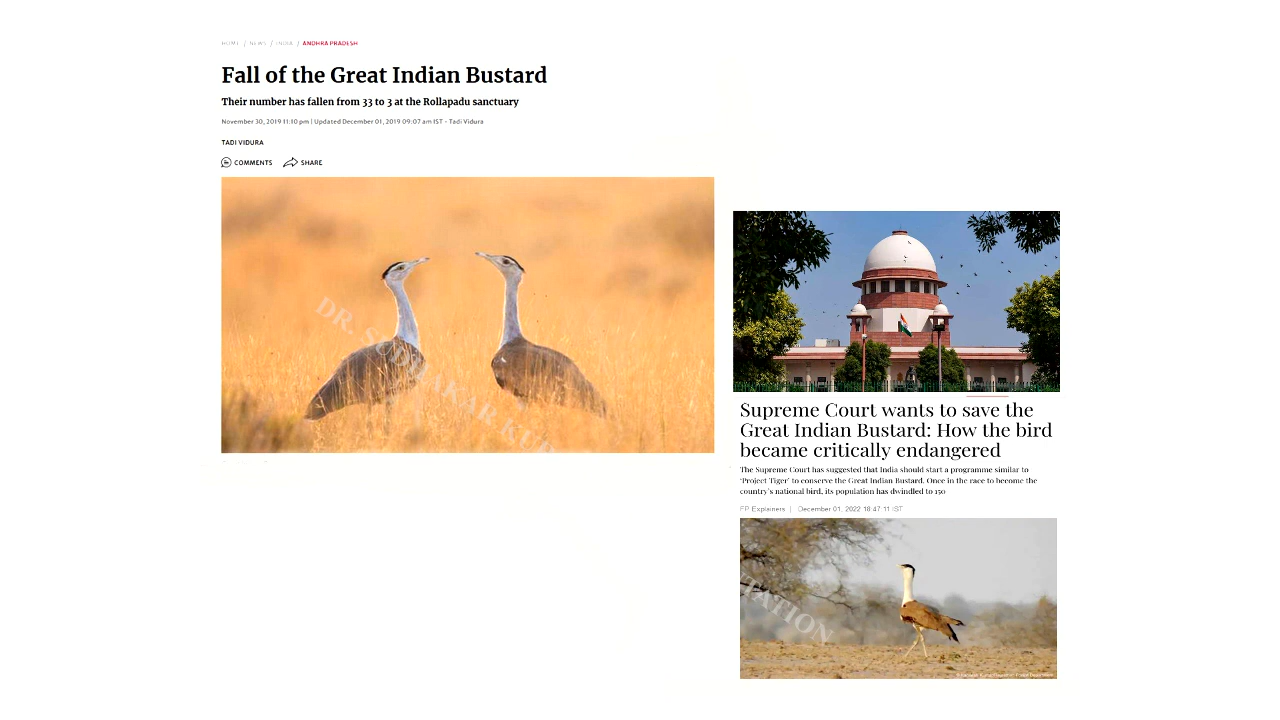 HOME / NEWS / INDIA / ANDHRA PRADESH
Fall of the Great Indian Bustard
Their number has fallen from 33 to 3 at the Rollapadu sanctuary
November 30, 2019 11:10 pm | Updated December 01, 2019 09:07 am IST - Tadi Vidura
TADI VIDURA
COMMENTS SHARE
DR. SUDHAKAR KUR
Supreme Court wants to save the
Great Indian Bustard: How the bird
became critically endangered
The Supreme Court has suggested that India should start a programme similar to
'Project Tiger' to conserve the Great Indian Bustard. Once in the race to become the
country's national bird, its population has dwindled to 150
FP Explainers | December 01, 2022 18:47:11 IST
TATION